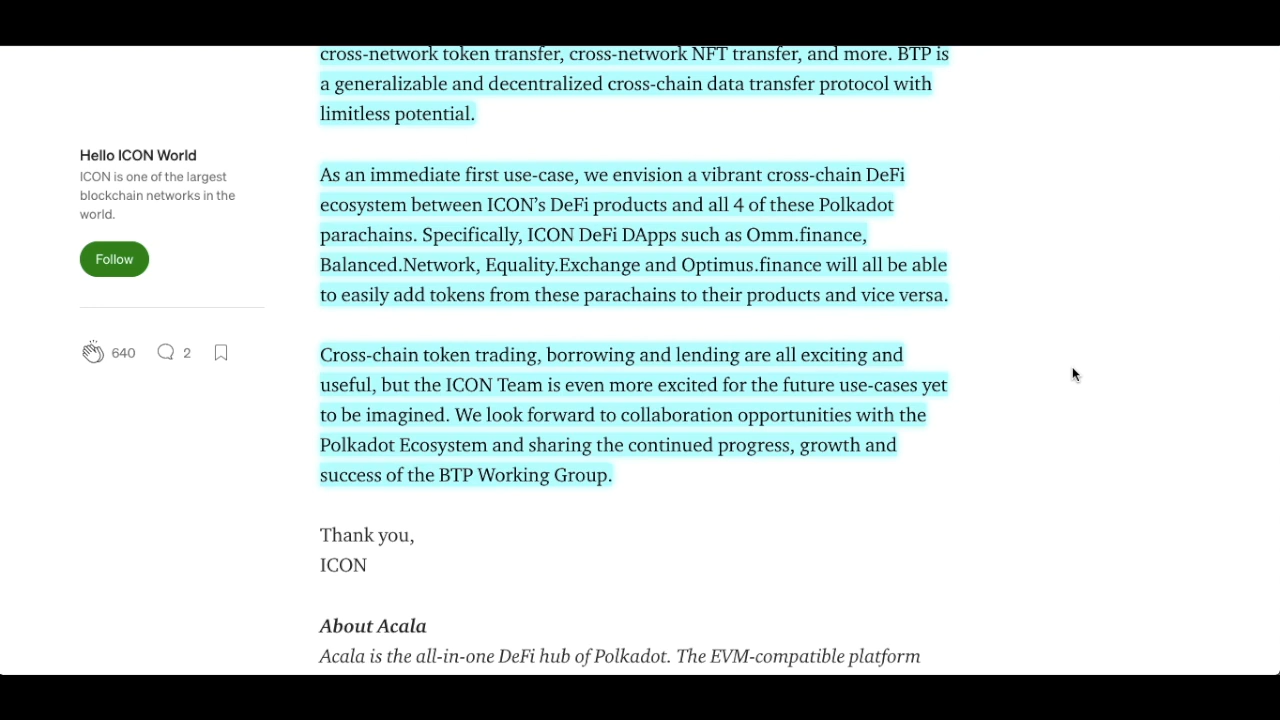 cross-network token transfer, cross-network NFT transfer, and more. BTP is
a generalizable and decentralized cross-chain data transfer protocol with
limitless potential.
Hello ICON World
ICON is one of the largest
blockchain networks in the
world.
Follow
640
2
As an immediate first use-case, we envision a vibrant cross-chain DeFi
ecosystem between ICON’s DeFi products and all 4 of these Polkadot
parachains. Specifically, ICON DeFi DApps such as Omm.finance,
Balanced.Network, Equality.Exchange and Optimus.finance will all be able
to easily add tokens from these parachains to their products and vice versa.
Cross-chain token trading, borrowing and lending are all exciting and
useful, but the ICON Team is even more excited for the future use-cases yet
to be imagined. We look forward to collaboration opportunities with the
Polkadot Ecosystem and sharing the continued progress, growth and
success of the BTP Working Group.
Thank you,
ICON
About Acala
Acala is the all-in-one DeFi hub of Polkadot. The EVM-compatible platform